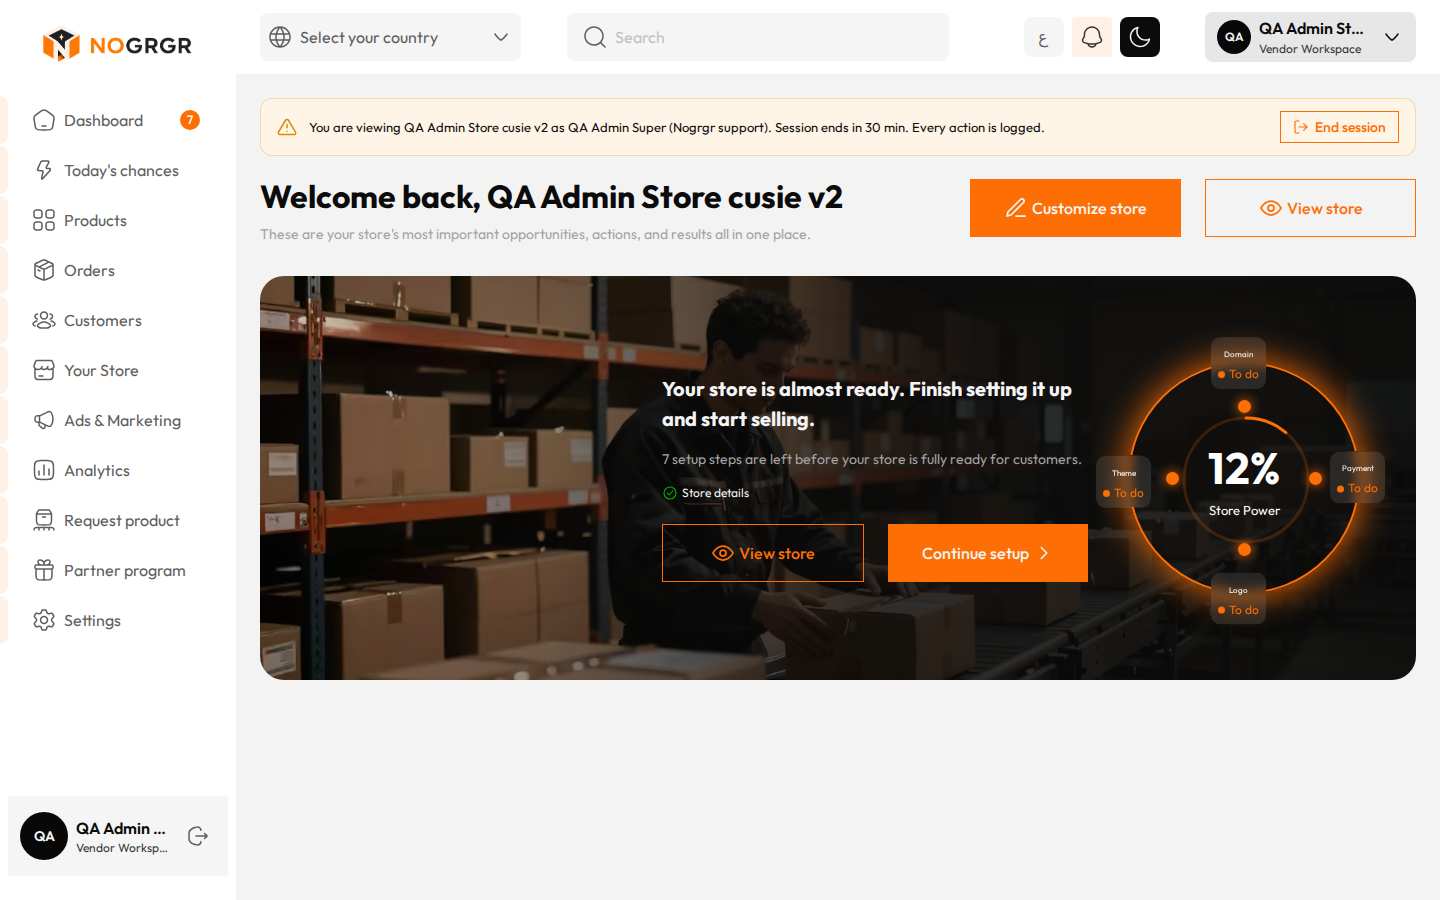 NOGRGR
Select your country
Search
ع
QA
QA Admin St...
Vendor Workspace
Dashboard
7
Today's chances
Products
Orders
Customers
Your Store
Ads & Marketing
Analytics
Request product
Partner program
Settings
QA
QA Admin ...
Vendor Worksp...
You are viewing QA Admin Store cusie v2 as QA Admin Super (Nogrgr support). Session ends in 30 min. Every action is logged.
End session
Welcome back, QA Admin Store cusie v2
These are your store's most important opportunities, actions, and results all in one place.
Customize store
View store
Your store is almost ready. Finish setting it up
and start selling.
7 setup steps are left before your store is fully ready for customers.
Store details
View store
Continue setup
Domain
To do
Theme
To do
12%
Store Power
Payment
To do
Logo
To do